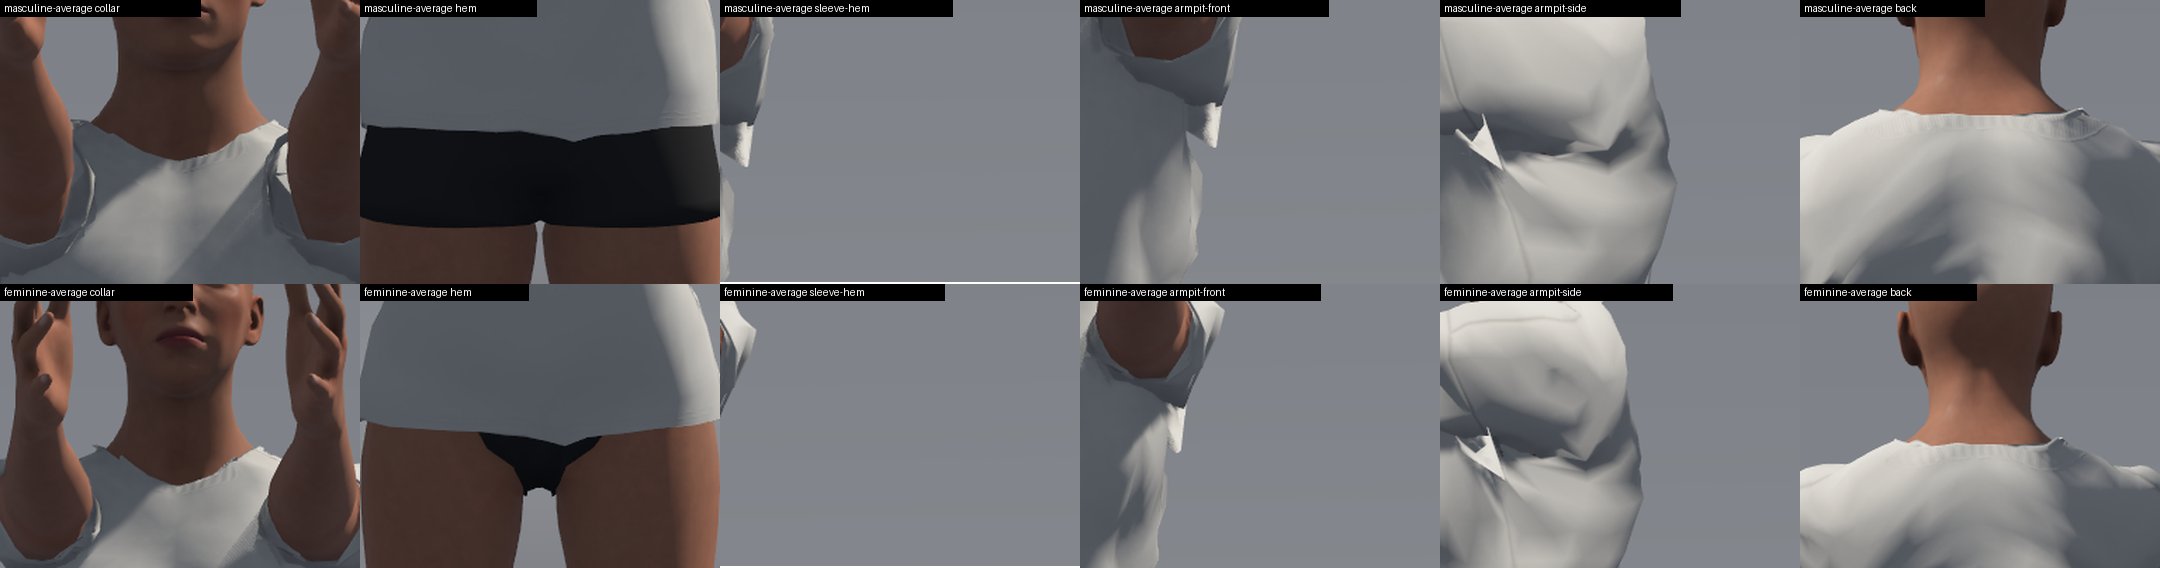 masculine-average collar
masculine-average hem
masculine-average sleeve-hem
masculine-average armpit-front
masculine-average armpit-side
masculine-average back
feminine-average collar
feminine-average hem
feminine-average sleeve-hem
feminine-average armpit-front
feminine-average armpit-side
feminine-average back